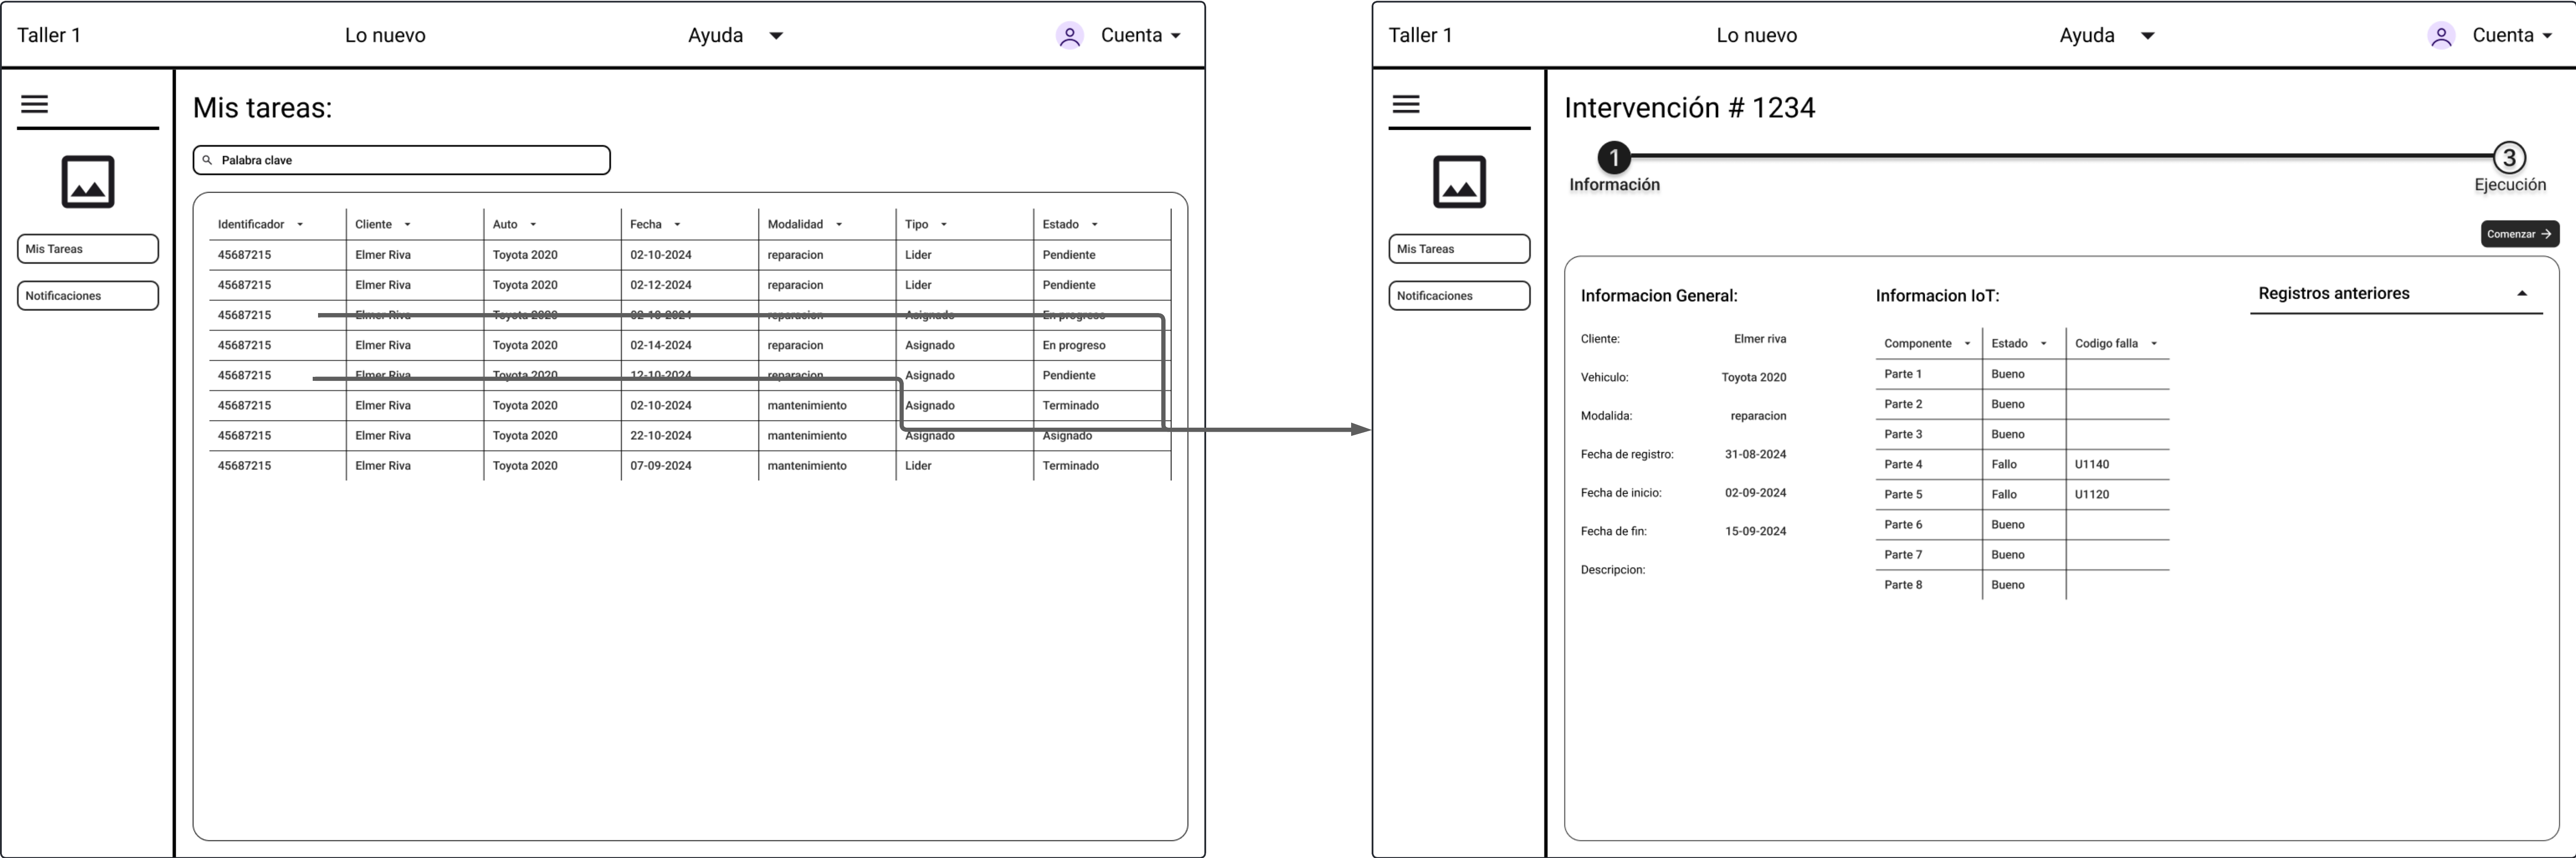 Taller 1 Lo nuevo Ayuda Cuenta
Mis Tareas
Notificaciones
Mis tareas:
Palabra clave
Identificador Cliente Auto Fecha Modalidad Tipo Estado
45687215 Elmer Riva Toyota 2020 02-10-2024 reparacion Lider Pendiente
45687215 Elmer Riva Toyota 2020 02-12-2024 reparacion Lider Pendiente
45687215 Elmer Riva Toyota 2020 reparacion Asignado En progreso
45687215 Elmer Riva Toyota 2020 02-14-2024 reparacion Asignado En progreso
45687215 Elmer Riva Toyota 2020 12-10-2024 reparacion Asignado Pendiente
45687215 Elmer Riva Toyota 2020 02-10-2024 mantenimiento Asignado Terminado
45687215 Elmer Riva Toyota 2020 22-10-2024 mantenimiento Asignado Asignado
45687215 Elmer Riva Toyota 2020 07-09-2024 mantenimiento Lider Terminado
Taller 1 Lo nuevo Ayuda Cuenta
Mis Tareas
Notificaciones
Intervención # 1234
1 3
Información Ejecución
Comenzar
Informacion General:
Cliente: Elmer riva
Vehiculo: Toyota 2020
Modalida: reparacion
Fecha de registro: 31-08-2024
Fecha de inicio: 02-09-2024
Fecha de fin: 15-09-2024
Descripcion:
Informacion IoT:
Componente Estado Codigo falla
Parte 1 Bueno
Parte 2 Bueno
Parte 3 Bueno
Parte 4 Fallo U1140
Parte 5 Fallo U1120
Parte 6 Bueno
Parte 7 Bueno
Parte 8 Bueno
Registros anteriores